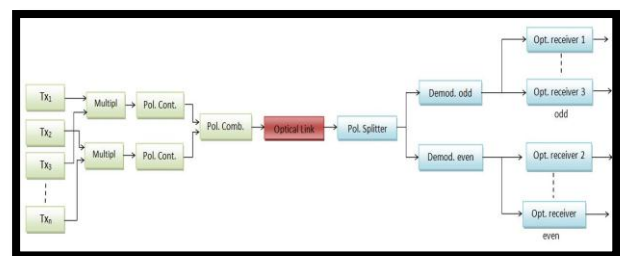 Tx1
Tx2
Tx3
Txn
Multipl
Multipl
Pol. Cont.
Pol. Cont.
Pol. Comb.
Optical Link
Pol. Splitter
Demod. odd
Demod. even
Opt. receiver 1
Opt. receiver 3
odd
Opt. receiver 2
Opt. receiver
even